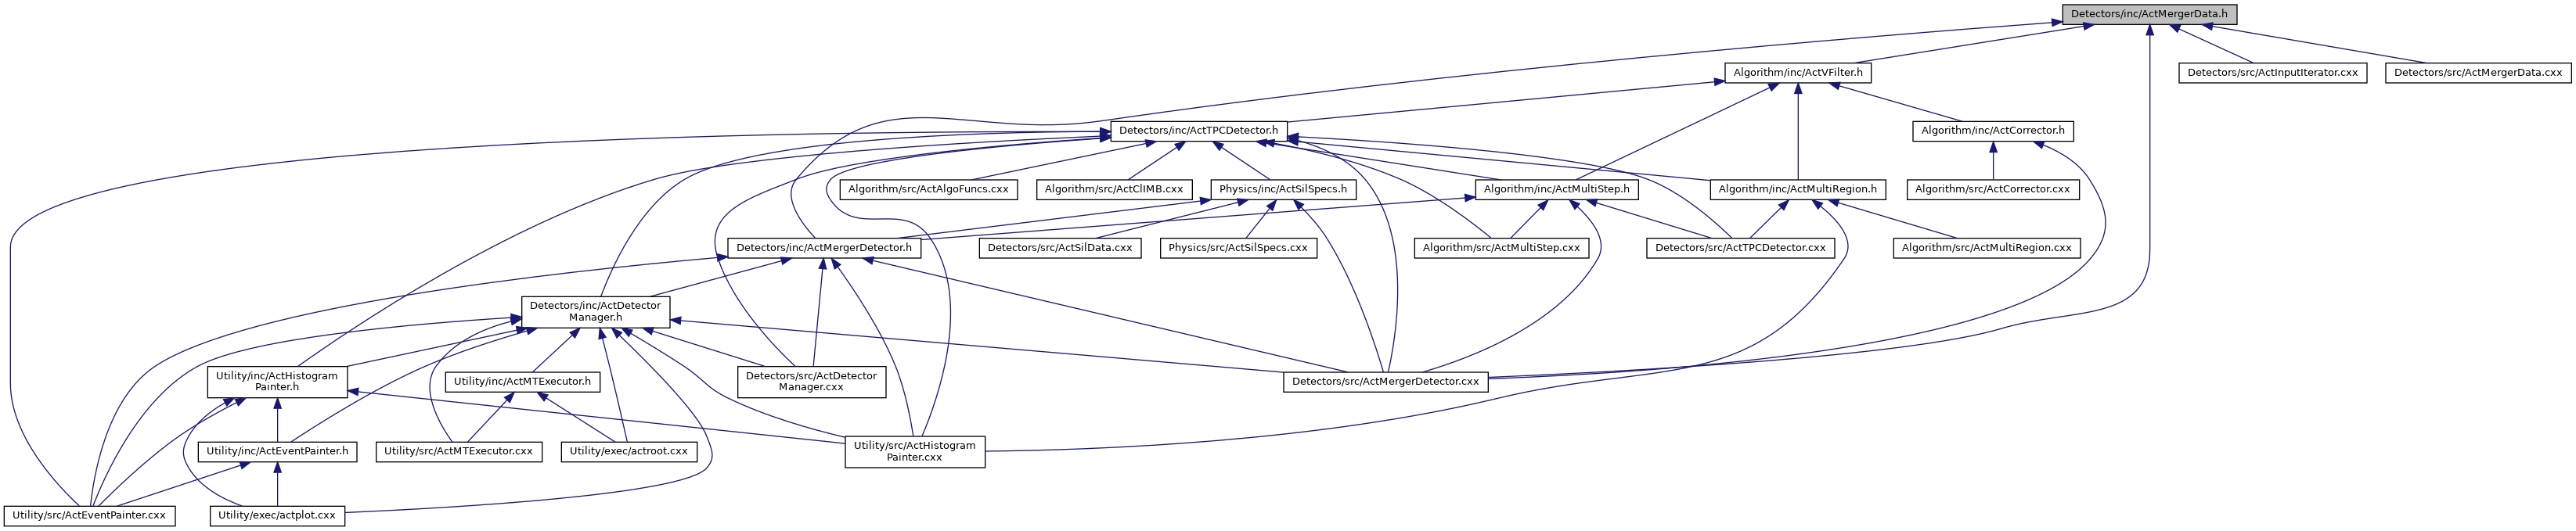 Detectors/inc/ActMergerData.h
Algorithm/inc/ActVFilter.h
Detectors/src/ActInputIterator.cxx
Detectors/src/ActMergerData.cxx
Detectors/inc/ActTPCDetector.h
Algorithm/inc/ActCorrector.h
Algorithm/src/ActAlgoFuncs.cxx
Algorithm/src/ActClIMB.cxx
Physics/inc/ActSilSpecs.h
Algorithm/inc/ActMultiStep.h
Algorithm/inc/ActMultiRegion.h
Algorithm/src/ActCorrector.cxx
Detectors/inc/ActMergerDetector.h
Detectors/src/ActSilData.cxx
Physics/src/ActSilSpecs.cxx
Algorithm/src/ActMultiStep.cxx
Detectors/src/ActTPCDetector.cxx
Algorithm/src/ActMultiRegion.cxx
Detectors/inc/ActDetector
Manager.h
Utility/inc/ActHistogram
Painter.h
Utility/inc/ActMTExecutor.h
Detectors/src/ActDetector
Manager.cxx
Detectors/src/ActMergerDetector.cxx
Utility/inc/ActEventPainter.h
Utility/src/ActMTExecutor.cxx
Utility/exec/actroot.cxx
Utility/src/ActHistogram
Painter.cxx
Utility/src/ActEventPainter.cxx
Utility/exec/actplot.cxx